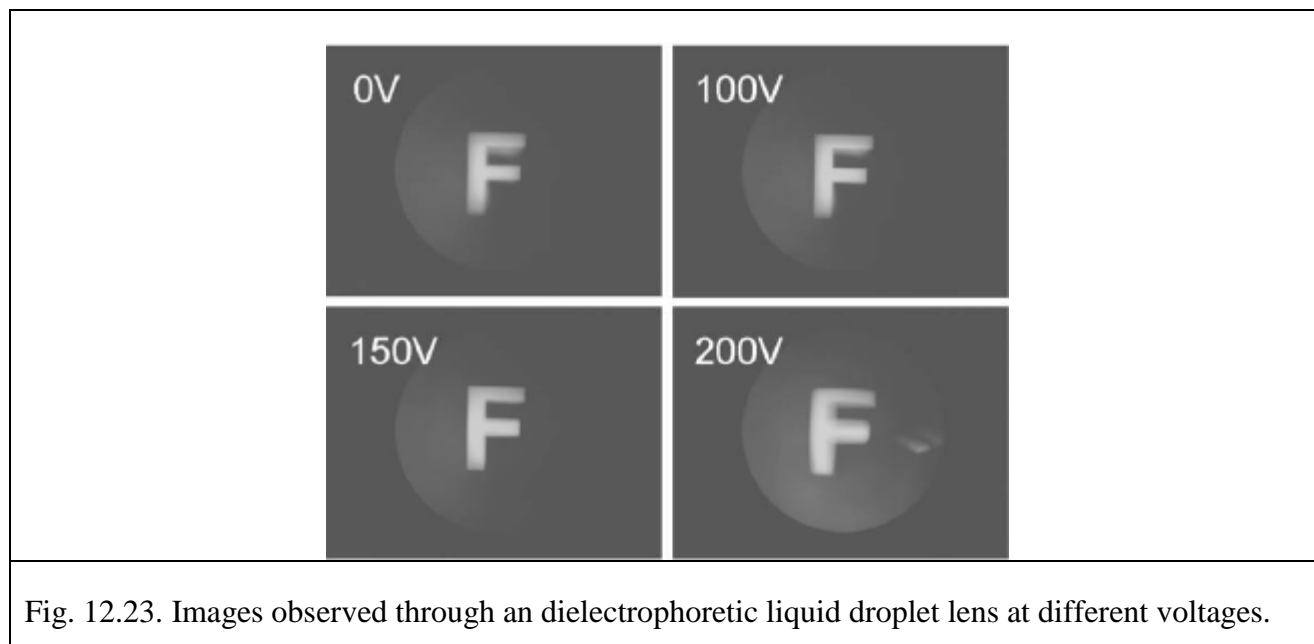 0V
100V
F
F
150V
200V
F
F
Fig. 12.23. Images observed through an dielectrophoretic liquid droplet lens at different voltages.